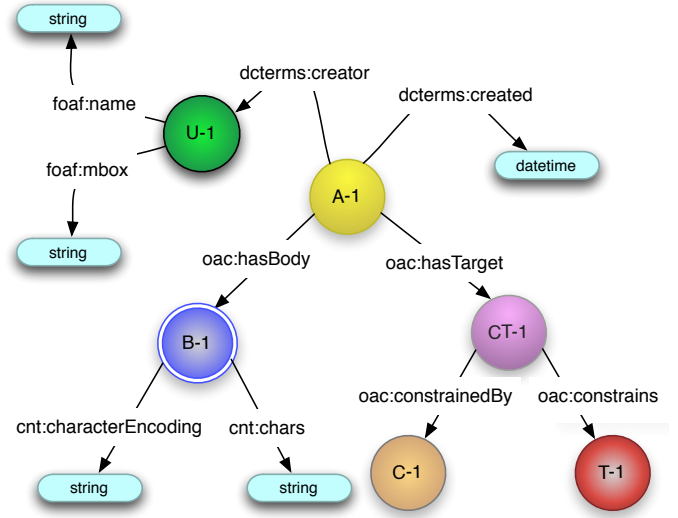 string
dcterms:creator
dcterms:created
foaf:name
U-1
foaf:mbox
datetime
A-1
string
oac:hasBody
oac:hasTarget
B-1
CT-1
oac:constrainedBy
oac:constrains
cnt:characterEncoding
cnt:chars
C-1
T-1
string
string